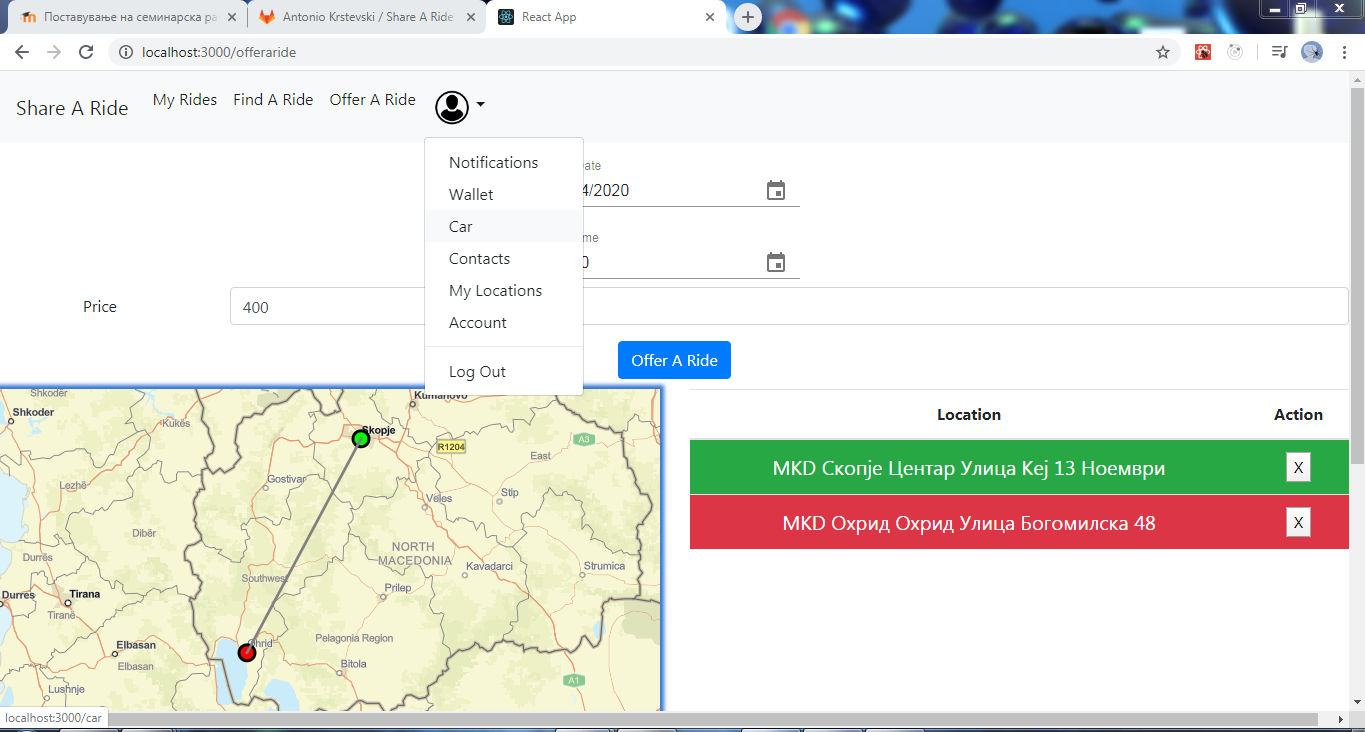 Поставување на семинарска ра
Antonio Krstevski / Share A Ride
React App
localhost:3000/offeraride
Share A Ride
My Rides
Find A Ride
Offer A Ride
Notifications
Wallet
Car
Contacts
My Locations
Account
Log Out
4/2020
Price
400
Offer A Ride
Location
Action
MKD Скопје Центар Улица Кеј 13 Ноември
X
MKD Охрид Охрид Улица Богомилска 48
X
Shkodër
Shkoder
Kukës
Kumanovo
Skopje
R1204
A3
East
Gostivar
Lezhë
Stip
Veles
Dibër
NORTH
MACEDONIA
Durrës
Southwest
Kavadarci
Strumica
Durres
Tirana
Tiranë
Prilep
Ohrid
Pelagonia Region
Elbasan
Elbasan
Bitola
A1
Lushnje
localhost:3000/car